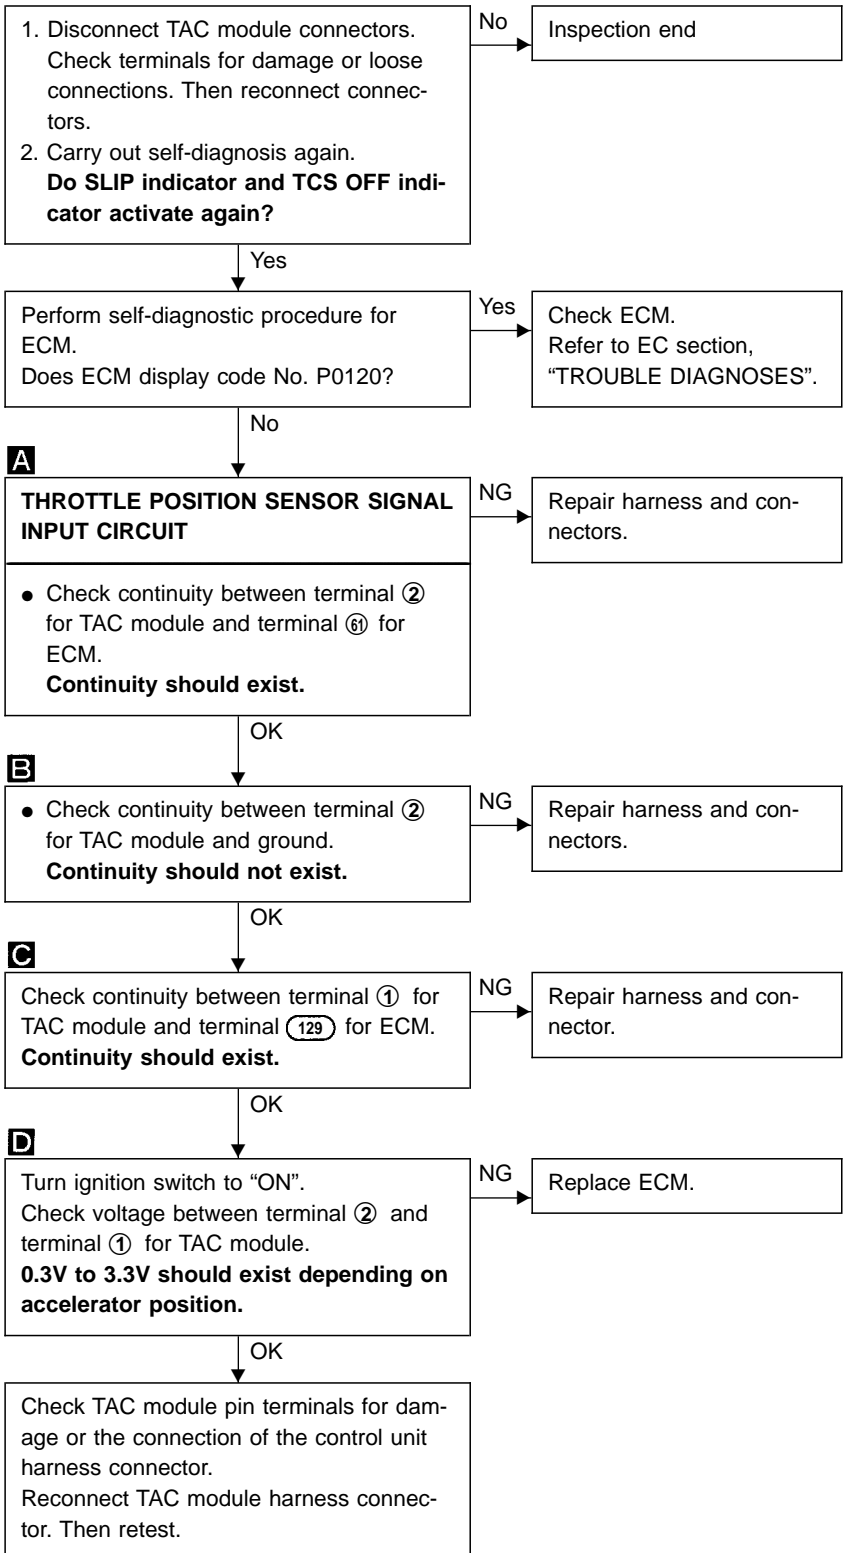 1. Disconnect TAC module connectors.
Check terminals for damage or loose
connections. Then reconnect connec-
tors.
2. Carry out self-diagnosis again.
Do SLIP indicator and TCS OFF indi-
cator activate again?
No
Inspection end
Yes
Perform self-diagnostic procedure for
ECM.
Does ECM display code No. P0120?
Yes
Check ECM.
Refer to EC section,
“TROUBLE DIAGNOSES”.
No
A
THROTTLE POSITION SENSOR SIGNAL
INPUT CIRCUIT
● Check continuity between terminal ②
for TAC module and terminal 61 for
ECM.
Continuity should exist.
NG
Repair harness and con-
nectors.
OK
B
● Check continuity between terminal ②
for TAC module and ground.
Continuity should not exist.
NG
Repair harness and con-
nectors.
OK
C
Check continuity between terminal ① for
TAC module and terminal 129 for ECM.
Continuity should exist.
NG
Repair harness and con-
nector.
OK
D
Turn ignition switch to “ON”.
Check voltage between terminal ② and
terminal ① for TAC module.
0.3V to 3.3V should exist depending on
accelerator position.
NG
Replace ECM.
OK
Check TAC module pin terminals for dam-
age or the connection of the control unit
harness connector.
Reconnect TAC module harness connec-
tor. Then retest.